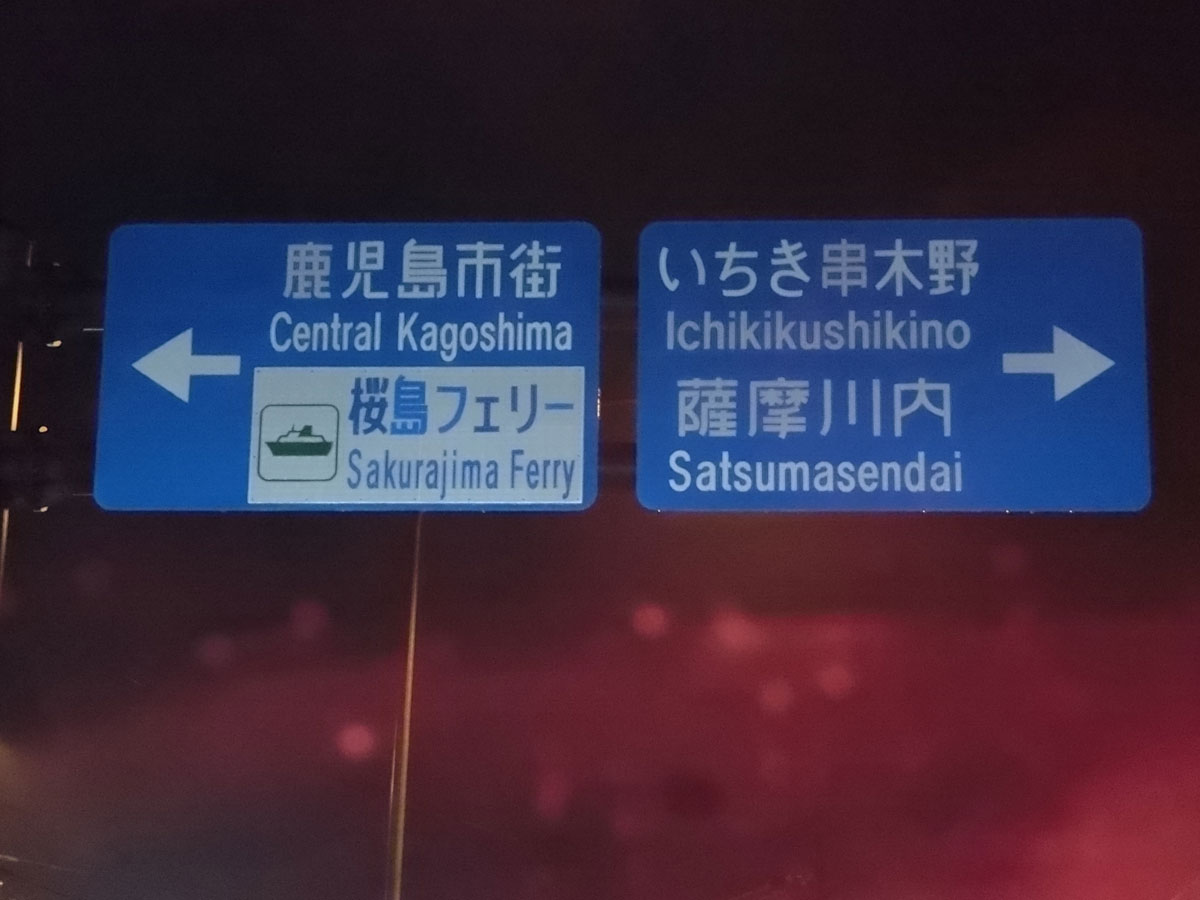 鹿児島市街
Central Kagoshima
桜島フェリー
Sakurajima Ferry
いちき串木野
Ichikikushikino
薩摩川内
Satsumasendai